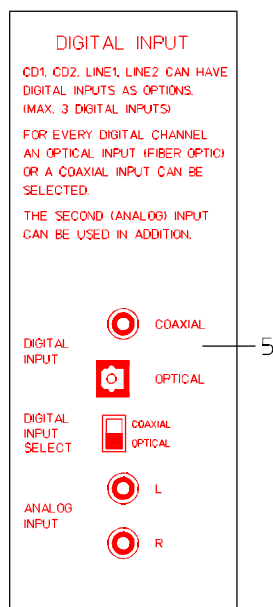 DIGITAL INPUT
CD1, CD2, LINE1, LINE2 CAN HAVE
DIGITAL INPUTS AS OPTIONS.
(MAX. 3 DIGITAL INPUTS)
FOR EVERY DIGITAL CHANNEL
AN OPTICAL INPUT (FIBER OPTIC)
OR A COAXIAL INPUT CAN BE
SELECTED.
THE SECOND (ANALOG) INPUT
CAN BE USED IN ADDITION.
COAXIAL
DIGITAL
INPUT
5
OPTICAL
DIGITAL
INPUT
SELECT
COAXIAL
OPTICAL
L
ANALOG
INPUT
R